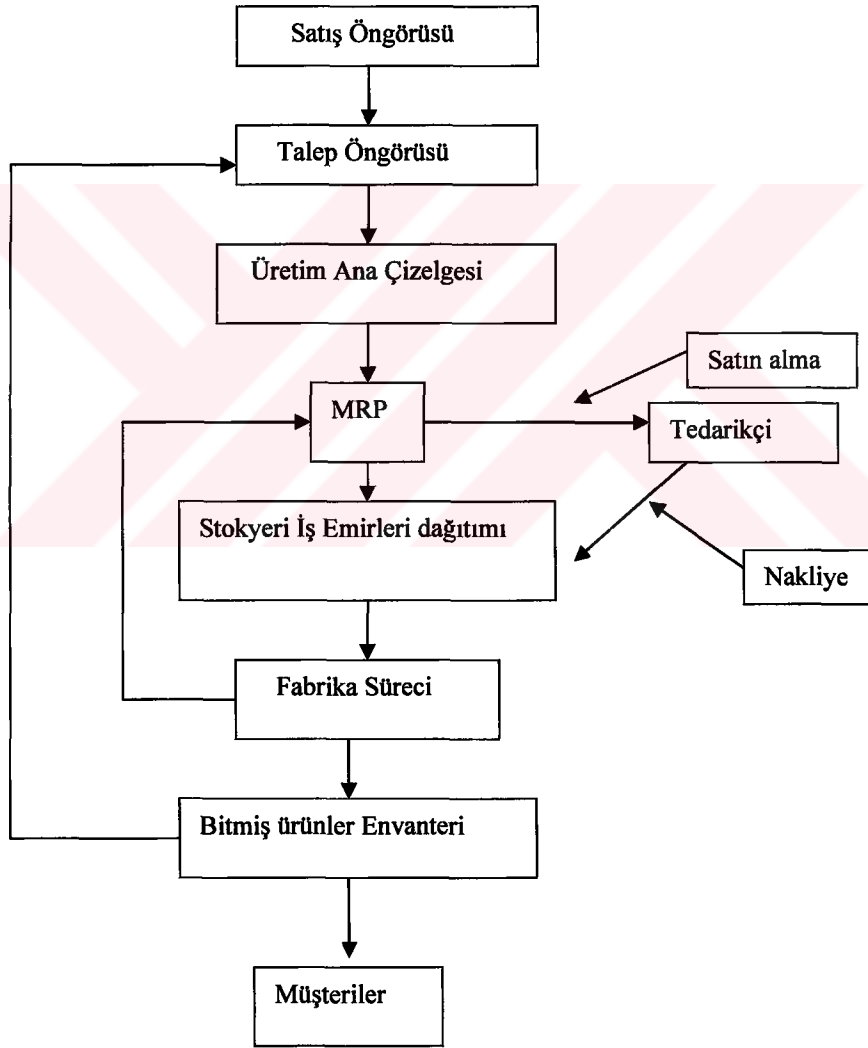 Satış Öngörüsü
Talep Öngörüsü
Üretim Ana Çizelgesi
Satın alma
MRP
Tedarikçi
Stokyeri İş Emirleri dağıtımı
Nakliye
Fabrika Süreci
Bitmiş ürünler Envanteri
Müşteriler